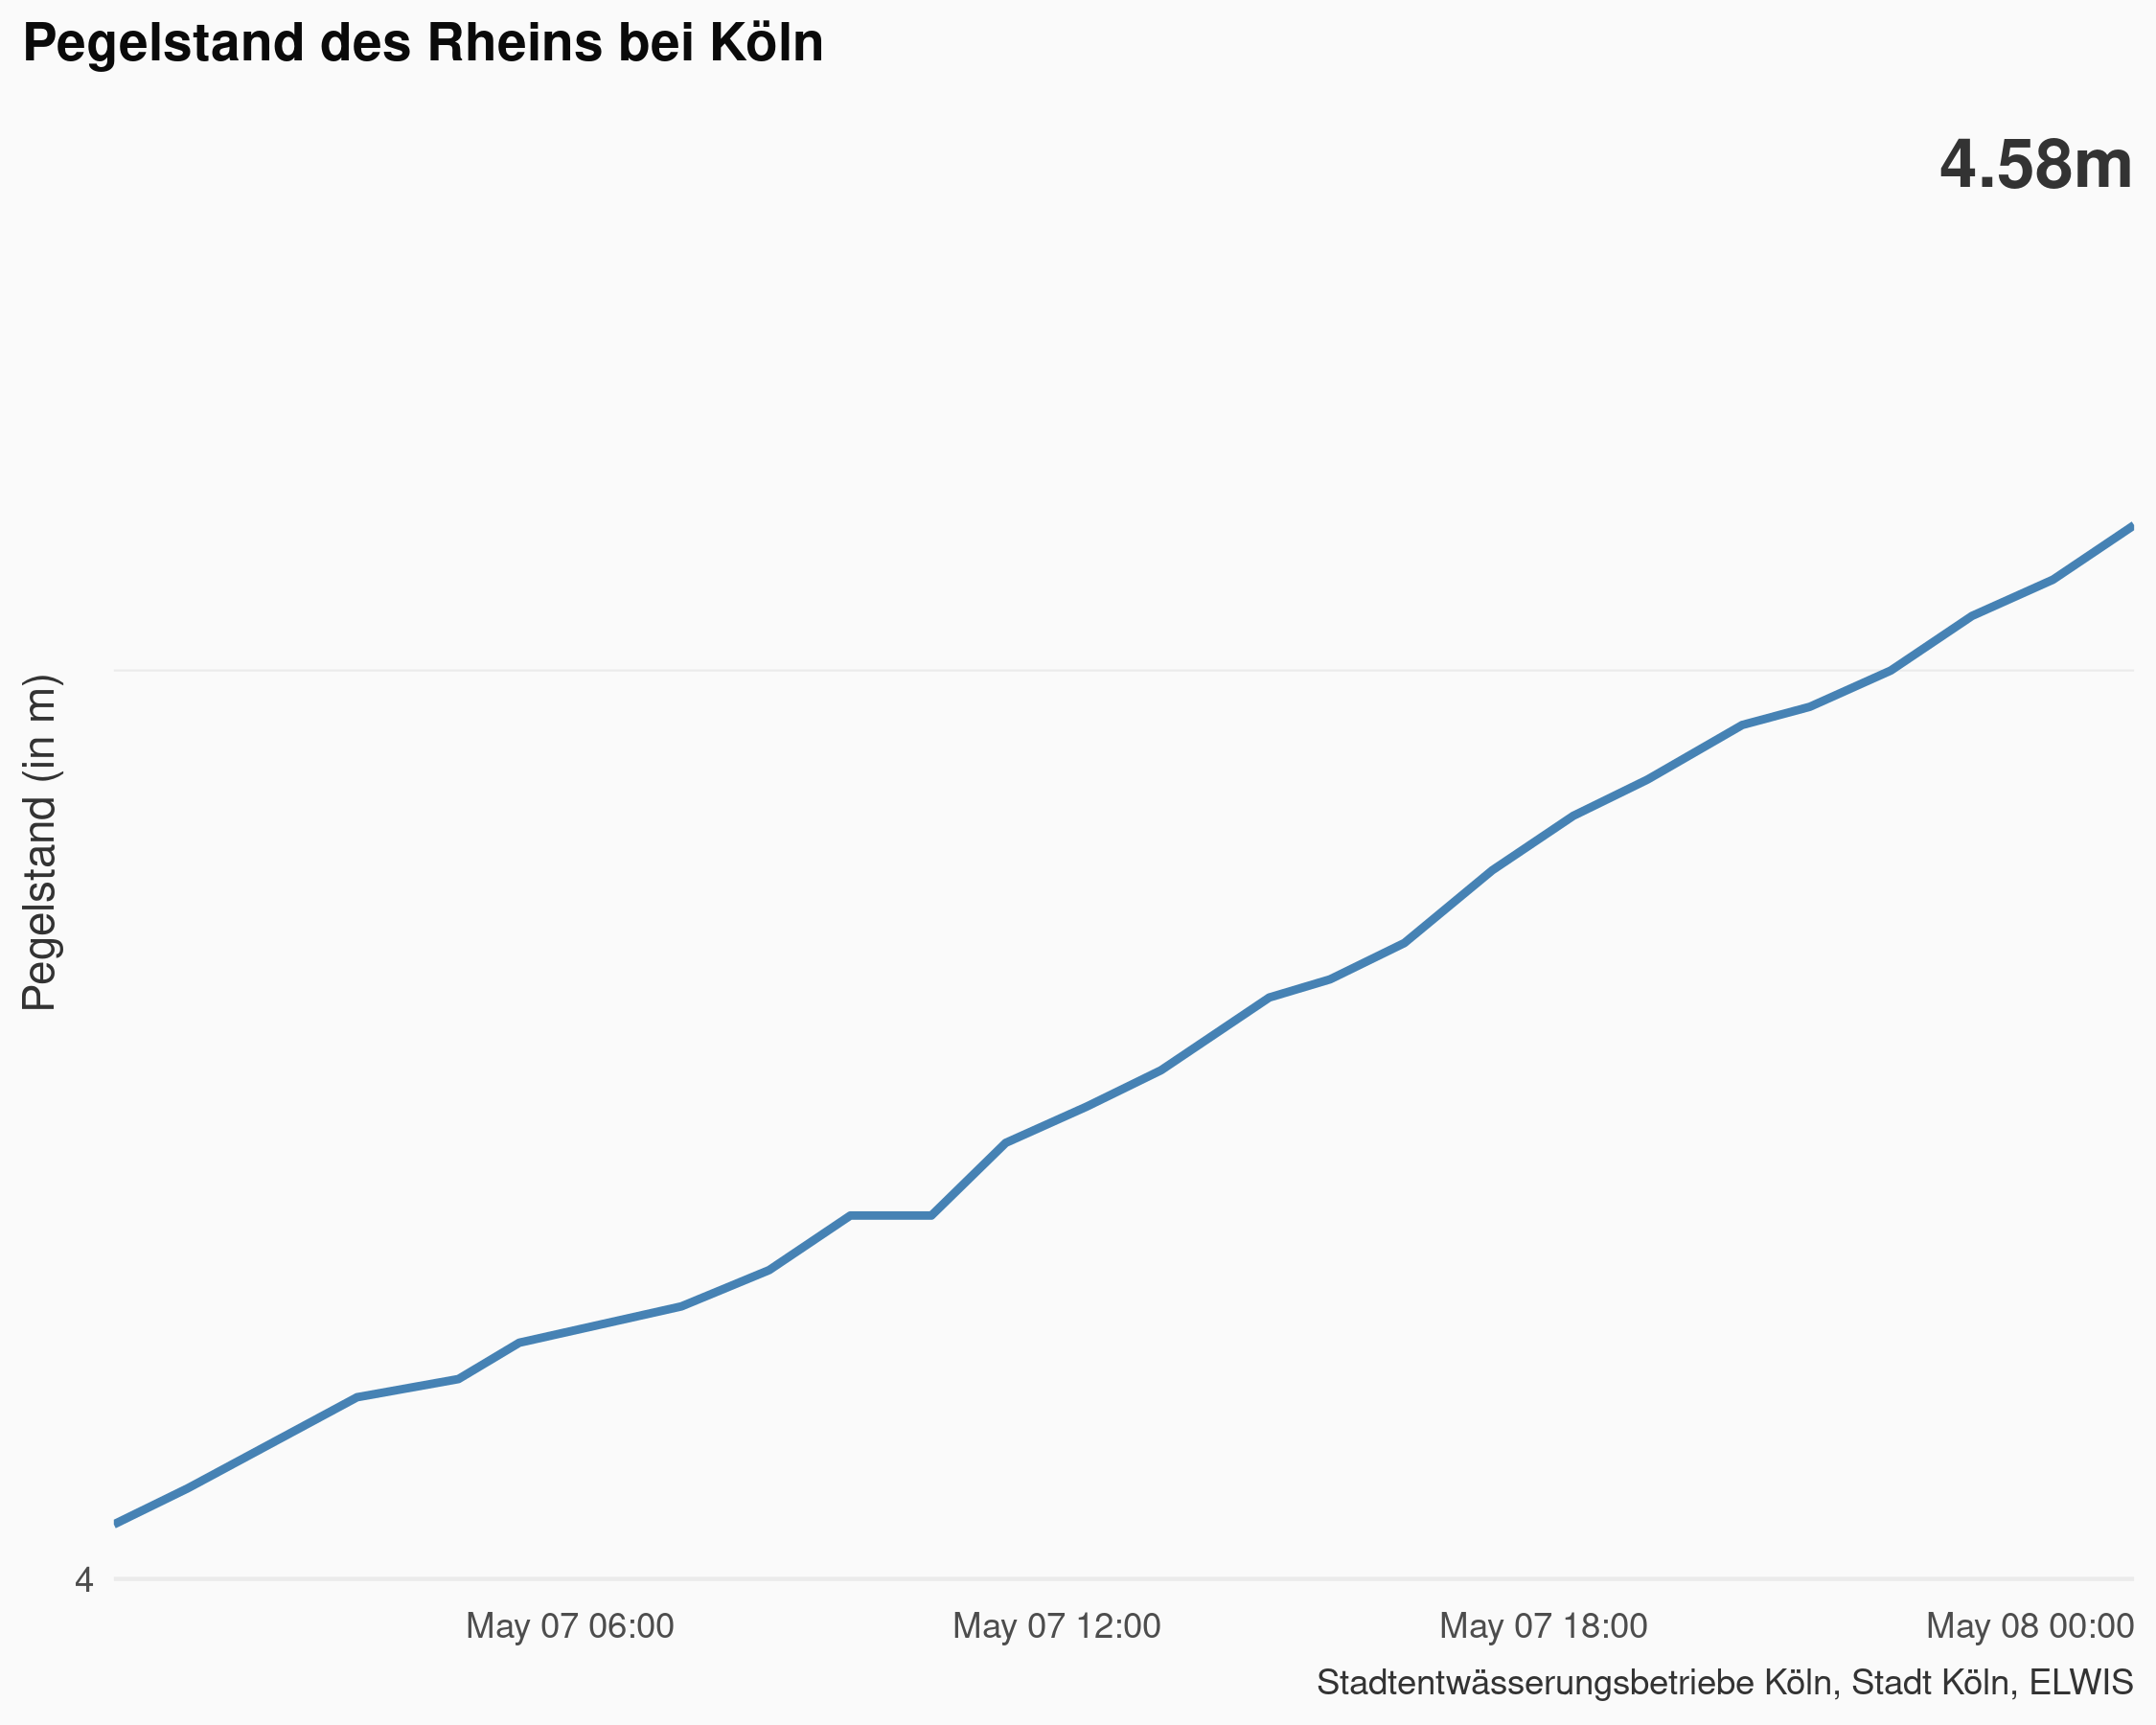 Pegelstand des Rheins bei Köln
4.58m
Pegelstand (in m)
4
May 07 06:00
May 07 12:00
May 07 18:00
May 08 00:00
Stadtentwässerungsbetriebe Köln, Stadt Köln, ELWIS